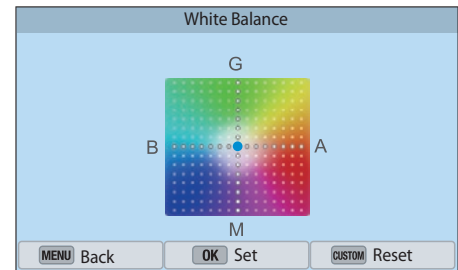 White Balance
G
B A
M
MENU Back OK Set CUSTOM Reset